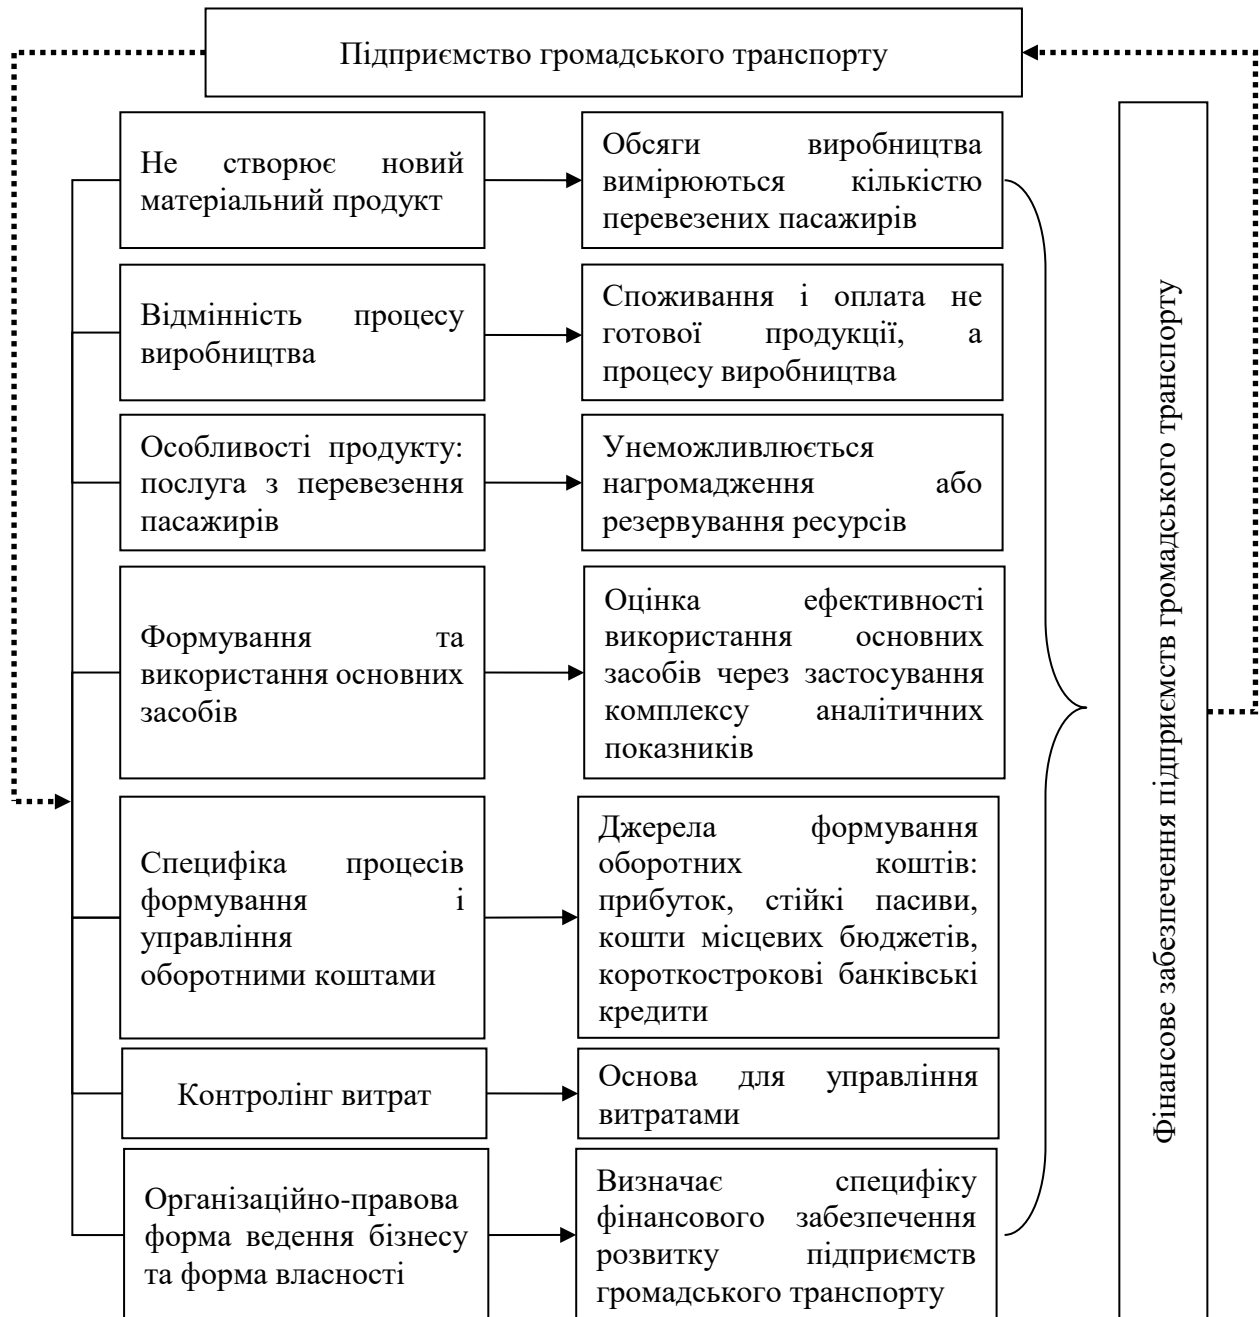 Підприємство громадського транспорту
Не створює новий
матеріальний продукт
Обсяги виробництва
вимірюються кількістю
перевезених пасажирів
Відмінність процесу
виробництва
Споживання і оплата не
готової продукції, а
процесу виробництва
Особливості продукту:
послуга з перевезення
пасажирів
Унеможливлюється
нагромадження або
резервування ресурсів
Формування та
використання основних
засобів
Оцінка ефективності
використання основних
засобів через застосування
комплексу аналітичних
показників
Специфіка процесів
формування і
управління
оборотними коштами
Джерела формування
оборотних коштів:
прибуток, стійкі пасиви,
кошти місцевих бюджетів,
короткострокові банківські
кредити
Контролінг витрат
Основа для управління
витратами
Організаційно-правова
форма ведення бізнесу
та форма власності
Визначає специфіку
фінансового забезпечення
розвитку підприємств
громадського транспорту
Фінансове забезпечення підприємств громадського транспорту